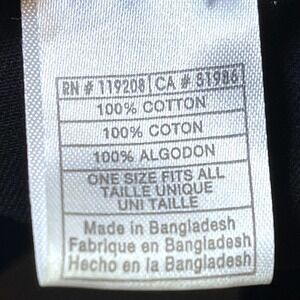 RN # 119208 CA # 51986
100% COTTON
100% COTON
100% ALGODON
ONE SIZE FITS ALL
TAILLE UNIQUE
UNI TAILLE
Made in Bangladesh
Fabrique en Bangladesh
Hecho en la Bangladesh